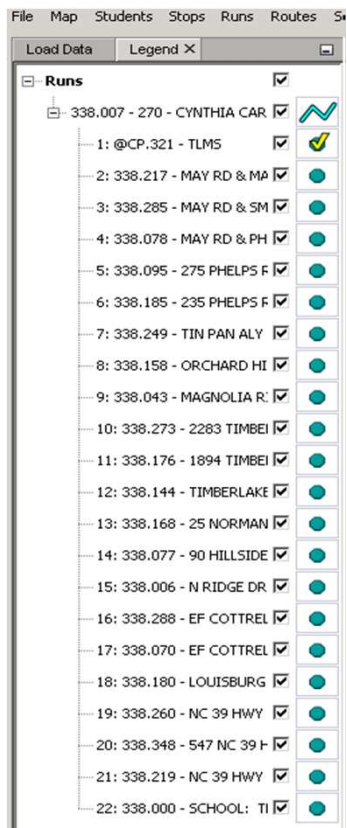 File Map Students Stops Runs Routes
Load Data Legend
Runs
338.007 - 270 - CYNTHIA CAR
1: @CP.321 - TLMS
2: 338.217 - MAY RD & MA
3: 338.285 - MAY RD & SM
4: 338.078 - MAY RD & PH
5: 338.095 - 275 PHELPS R
6: 338.185 - 235 PHELPS R
7: 338.249 - TIN PAN ALY
8: 338.158 - ORCHARD HI
9: 338.043 - MAGNOLIA RI
10: 338.273 - 2283 TIMBEI
11: 338.176 - 1894 TIMBEI
12: 338.144 - TIMBERLAKE
13: 338.168 - 25 NORMAN
14: 338.077 - 90 HILLSIDE
15: 338.006 - N RIDGE DR
16: 338.288 - EF COTTREL
17: 338.070 - EF COTTREL
18: 338.180 - LOUISBURG
19: 338.260 - NC 39 HWY
20: 338.348 - 547 NC 39 H
21: 338.219 - NC 39 HWY
22: 338.000 - SCHOOL: TI